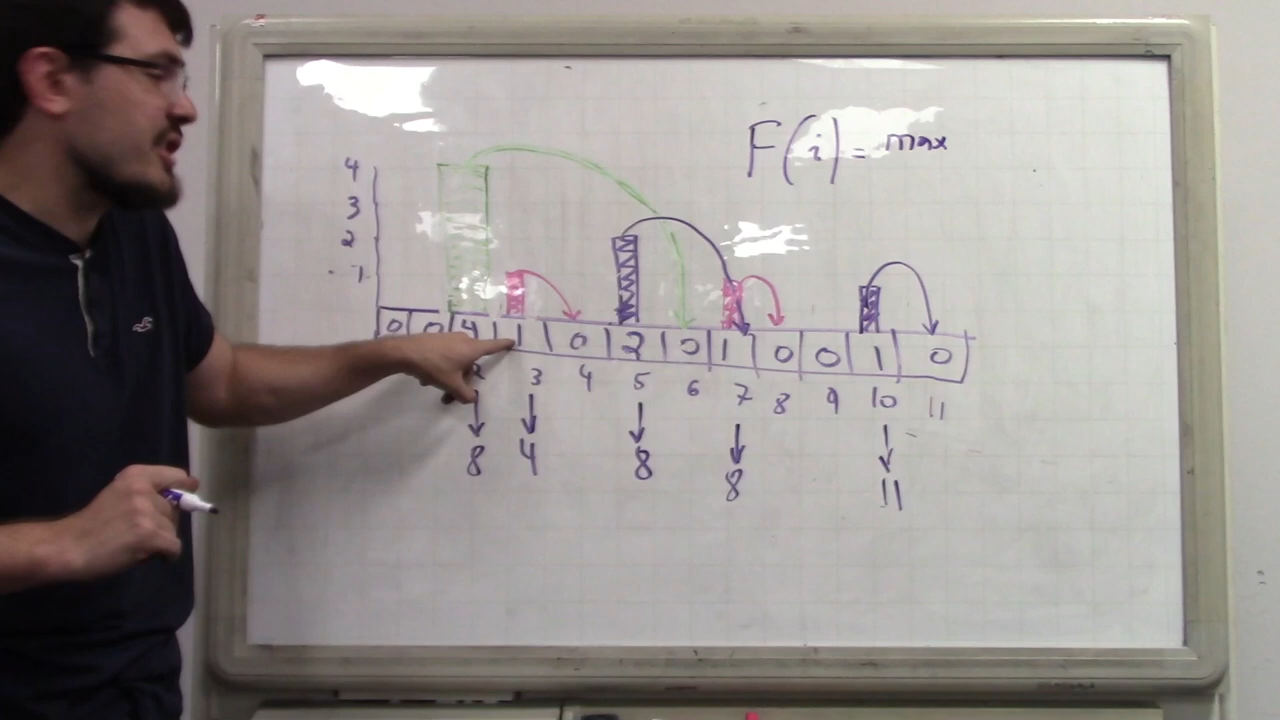 F(i) = max
4
3
2
1
0 0 4 1 0 2 0 1 0 0 1 0
2 3 4 5 6 7 8 9 10 11
8 4 8 8 11